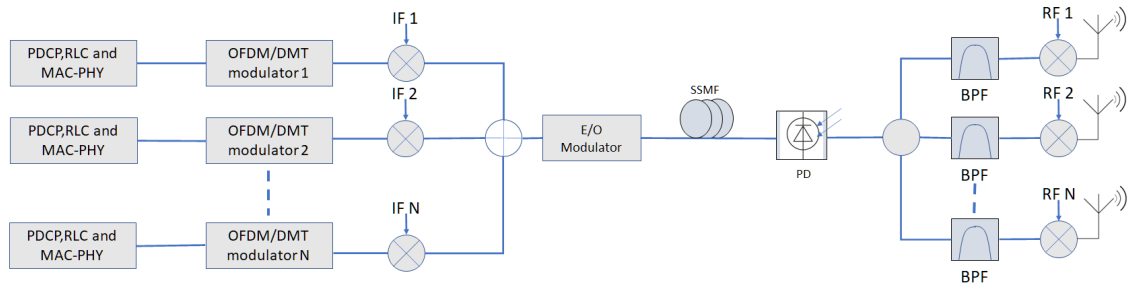 IF 1
PDCP,RLC and
MAC-PHY
OFDM/DMT
modulator 1
IF 2
PDCP,RLC and
MAC-PHY
OFDM/DMT
modulator 2
IF N
PDCP,RLC and
MAC-PHY
OFDM/DMT
modulator N
E/O
Modulator
SSMF
PD
RF 1
BPF
RF 2
BPF
RF N
BPF